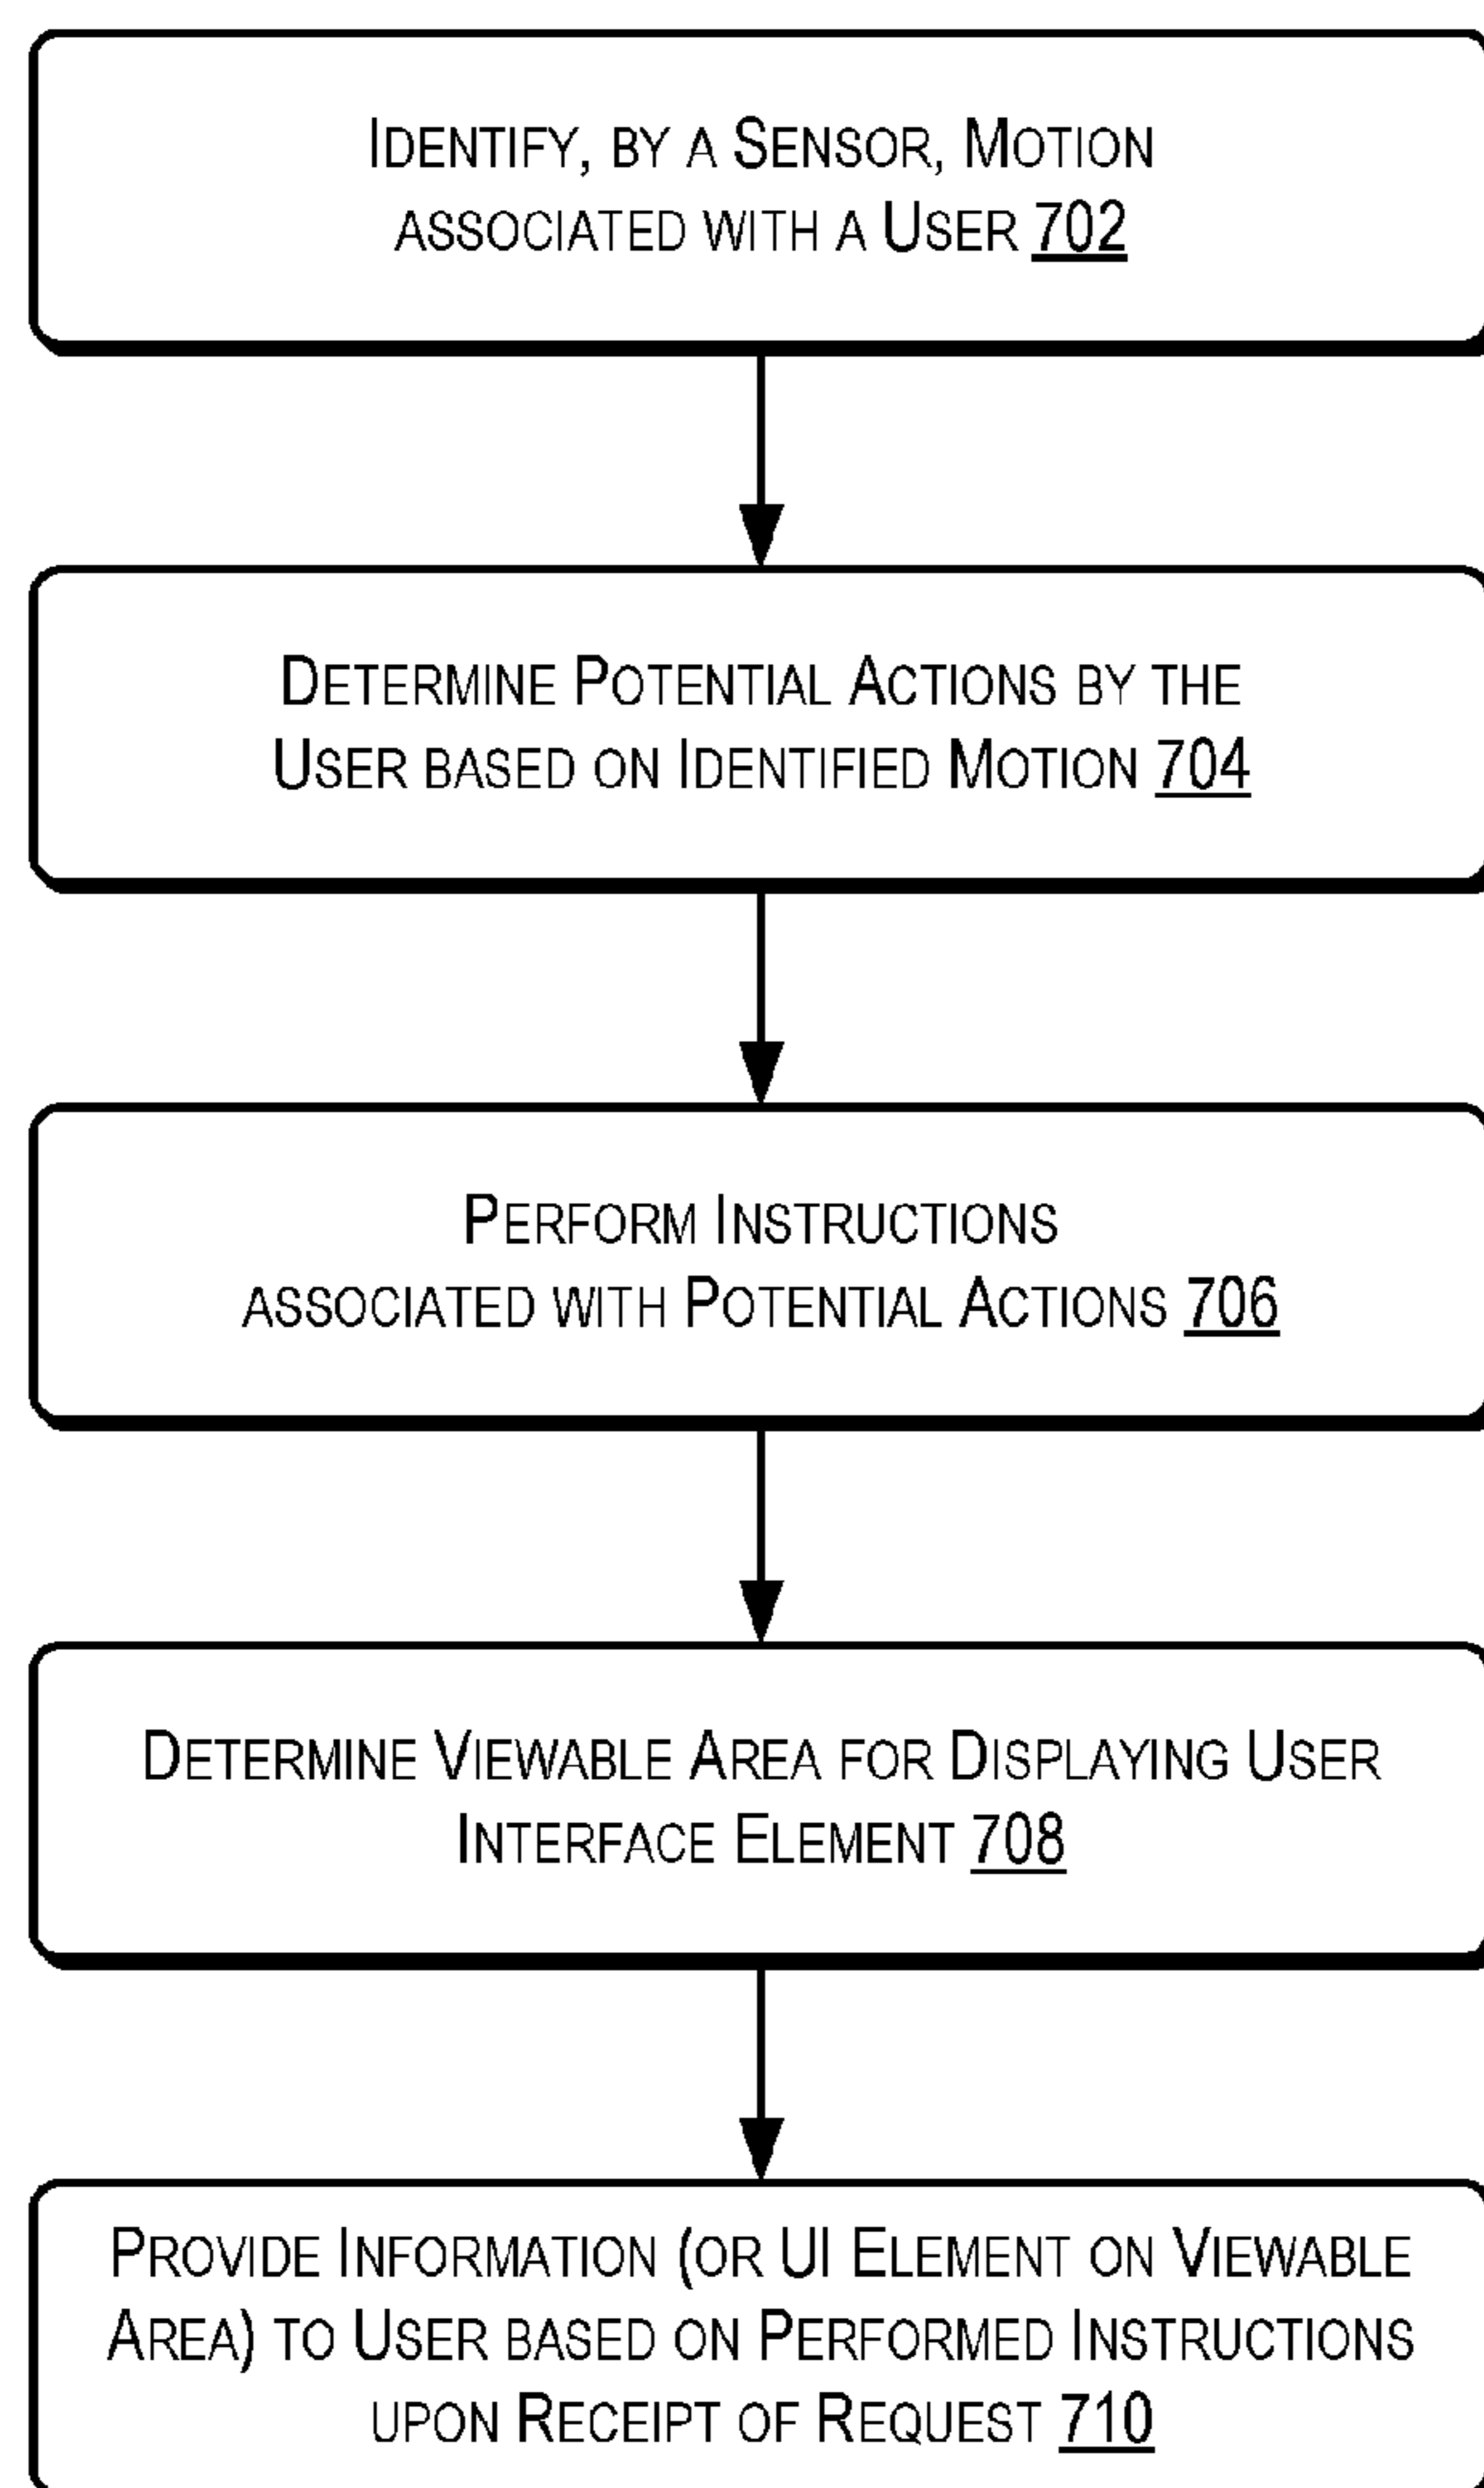 IDENTIFY, BY A SENSOR, MOTION
ASSOCIATED WITH A USER 702
DETERMINE POTENTIAL ACTIONS BY THE
USER BASED ON IDENTIFIED MOTION 704
PERFORM INSTRUCTIONS
ASSOCIATED WITH POTENTIAL ACTIONS 706
DETERMINE VIEWABLE AREA FOR DISPLAYING USER
INTERFACE ELEMENT 708
PROVIDE INFORMATION (OR UI ELEMENT ON VIEWABLE
AREA) TO USER BASED ON PERFORMED INSTRUCTIONS
UPON RECEIPT OF REQUEST 710